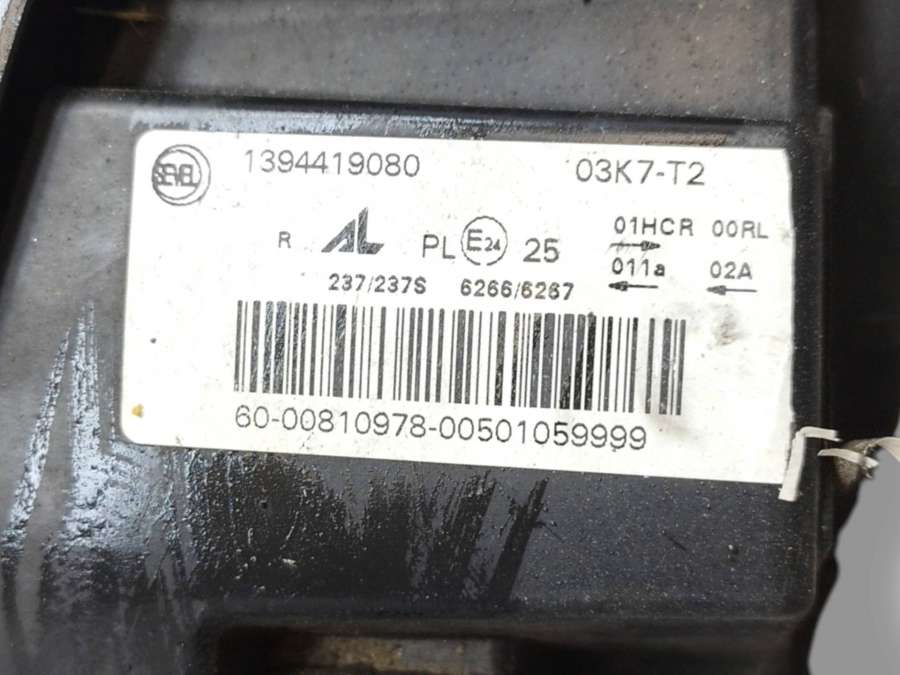 SEVEL 1394419080 03K7-T2
R AL PL E24 25 01HCR 00RL
011a 02A
237/237S 6266/6267
60-00810978-00501059999